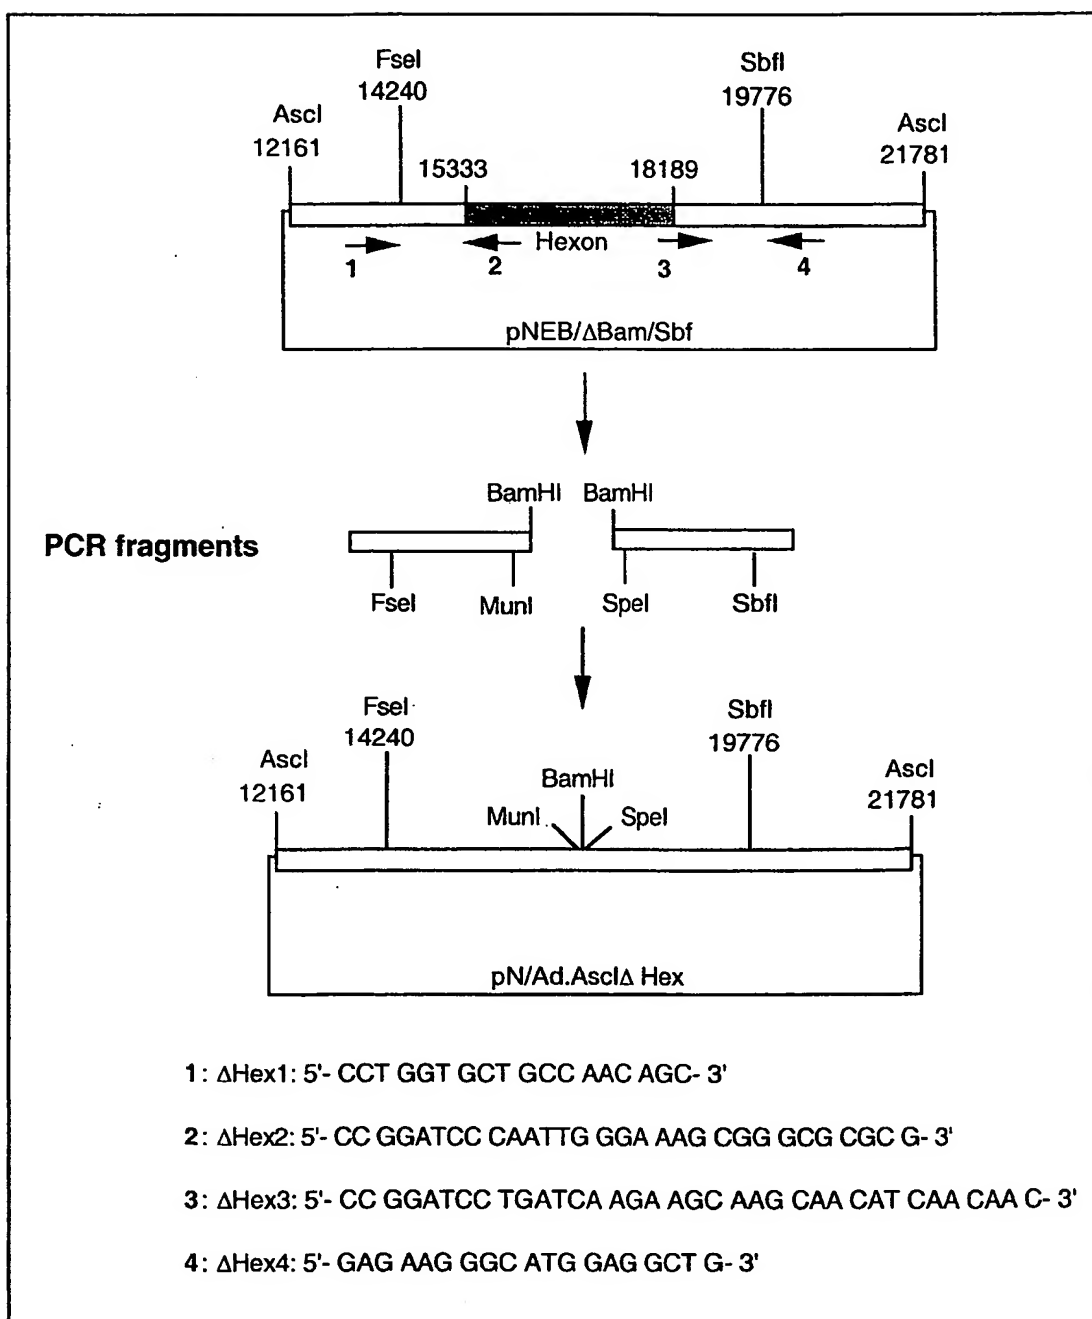 FseI SbfI
14240 19776
AscI AscI
12161 21781
15333 18189
Hexon
1 2 3 4
pNEB/ΔBam/Sbf
BamHI BamHI
PCR fragments
FseI MunI SpeI SbfI
FseI SbfI
14240 19776
AscI AscI
12161 21781
BamHI
MunI SpeI
pN/Ad.AscIΔ Hex
1: ΔHex1: 5'- CCT GGT GCT GCC AAC AGC- 3'
2: ΔHex2: 5'- CC GGATCC CAATTG GGA AAG CGG GCG CGC G- 3'
3: ΔHex3: 5'- CC GGATCC TGATCA AGA AGC AAG CAA CAT CAA CAA C- 3'
4: ΔHex4: 5'- GAG AAG GGC ATG GAG GCT G- 3'